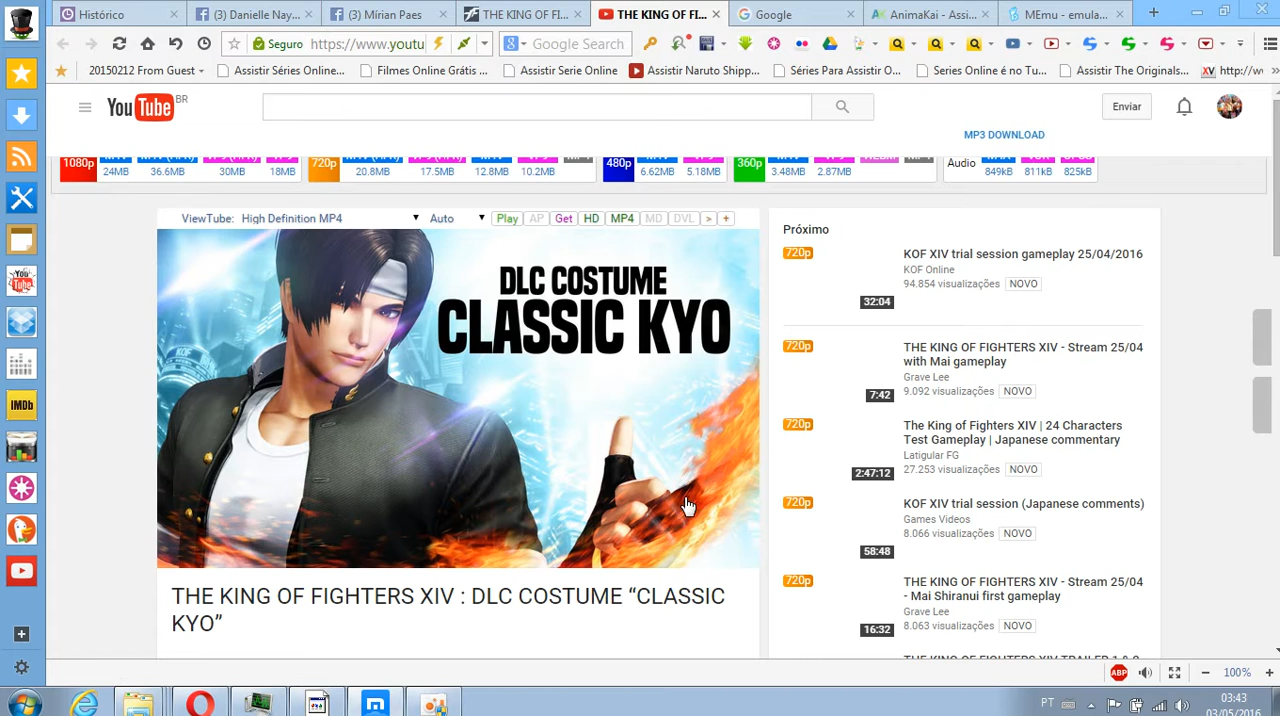 Histórico
(3) Danielle Nay...
(3) Mírian Paes
THE KING OF FI...
THE KING OF FI...
Google
AnimaKai - Assi...
MEmu - emula...
Seguro
https://www.youtu
Google Search
20150212 From Guest
Assistir Séries Online...
Filmes Online Grátis ...
Assistir Serie Online
Assistir Naruto Shipp...
Séries Para Assistir O...
Series Online é no Tu...
Assistir The Originals...
http://w
YouTube BR
Enviar
MP3 DOWNLOAD
1080p
24MB
36.6MB
30MB
18MB
720p
20.8MB
17.5MB
12.8MB
10.2MB
480p
6.62MB
5.18MB
360p
3.48MB
2.87MB
Audio
849kB
811kB
825kB
ViewTube: High Definition MP4
Auto
Play AP Get HD MP4 MD DVL > +
DLC COSTUME
CLASSIC KYO
THE KING OF FIGHTERS XIV : DLC COSTUME “CLASSIC
KYO”
Próximo
720p
KOF XIV trial session gameplay 25/04/2016
KOF Online
94.854 visualizações NOVO
32:04
720p
THE KING OF FIGHTERS XIV - Stream 25/04
with Mai gameplay
Grave Lee
9.092 visualizações NOVO
7:42
720p
The King of Fighters XIV | 24 Characters
Test Gameplay | Japanese commentary
Latigular FG
27.253 visualizações NOVO
2:47:12
720p
KOF XIV trial session (Japanese comments)
Games Videos
8.066 visualizações NOVO
58:48
720p
THE KING OF FIGHTERS XIV - Stream 25/04
- Mai Shiranui first gameplay
Grave Lee
8.063 visualizações NOVO
16:32
IMDb
ABP
100%
PT
03:43
03/05/2016